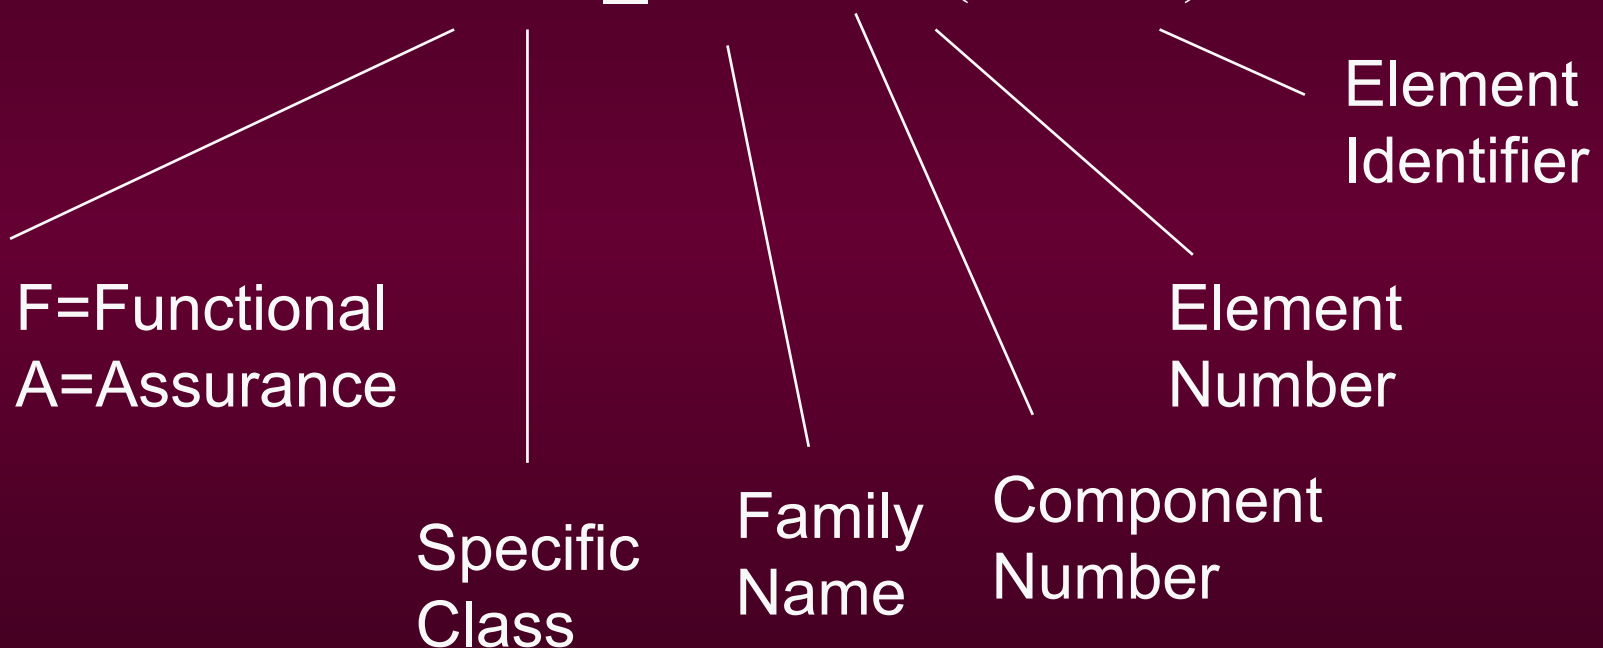 Element
Identifier
F=Functional
A=Assurance
Element
Number
Specific
Class
Family
Name
Component
Number